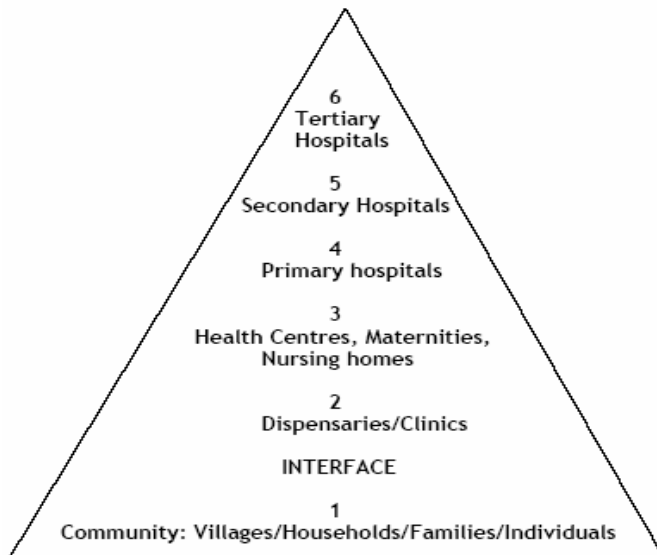 6
Tertiary
Hospitals
5
Secondary Hospitals
4
Primary hospitals
3
Health Centres, Maternities,
Nursing homes
2
Dispensaries/Clinics
INTERFACE
1
Community: Villages/Households/Families/Individuals